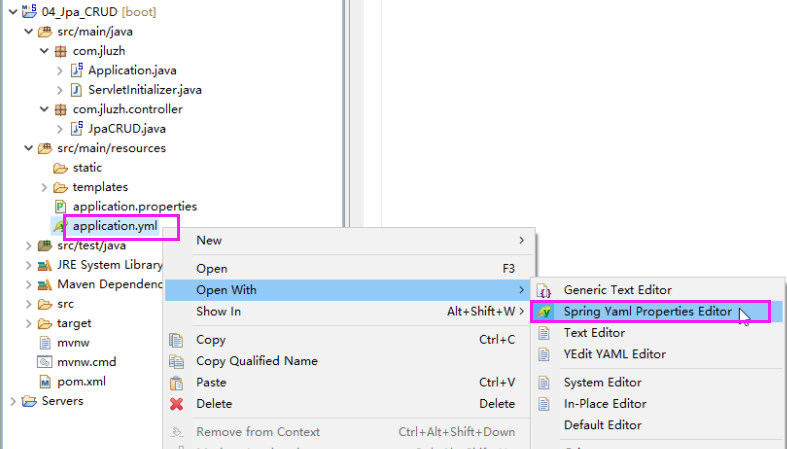 04_Jpa_CRUD [boot]
src/main/java
com.jluzh
Application.java
ServletInitializer.java
com.jluzh.controller
JpaCRUD.java
src/main/resources
static
templates
application.properties
application.yml
src/test/java
JRE System Library
Maven Dependenc
src
target
mvnw
mvnw.cmd
pom.xml
Servers
New
Open F3
Open With
Show In Alt+Shift+W
Copy Ctrl+C
Copy Qualified Name
Paste Ctrl+V
Delete Delete
Remove from Context Ctrl+Alt+Shift+Down
Generic Text Editor
Spring Yaml Properties Editor
Text Editor
YEdit YAML Editor
System Editor
In-Place Editor
Default Editor